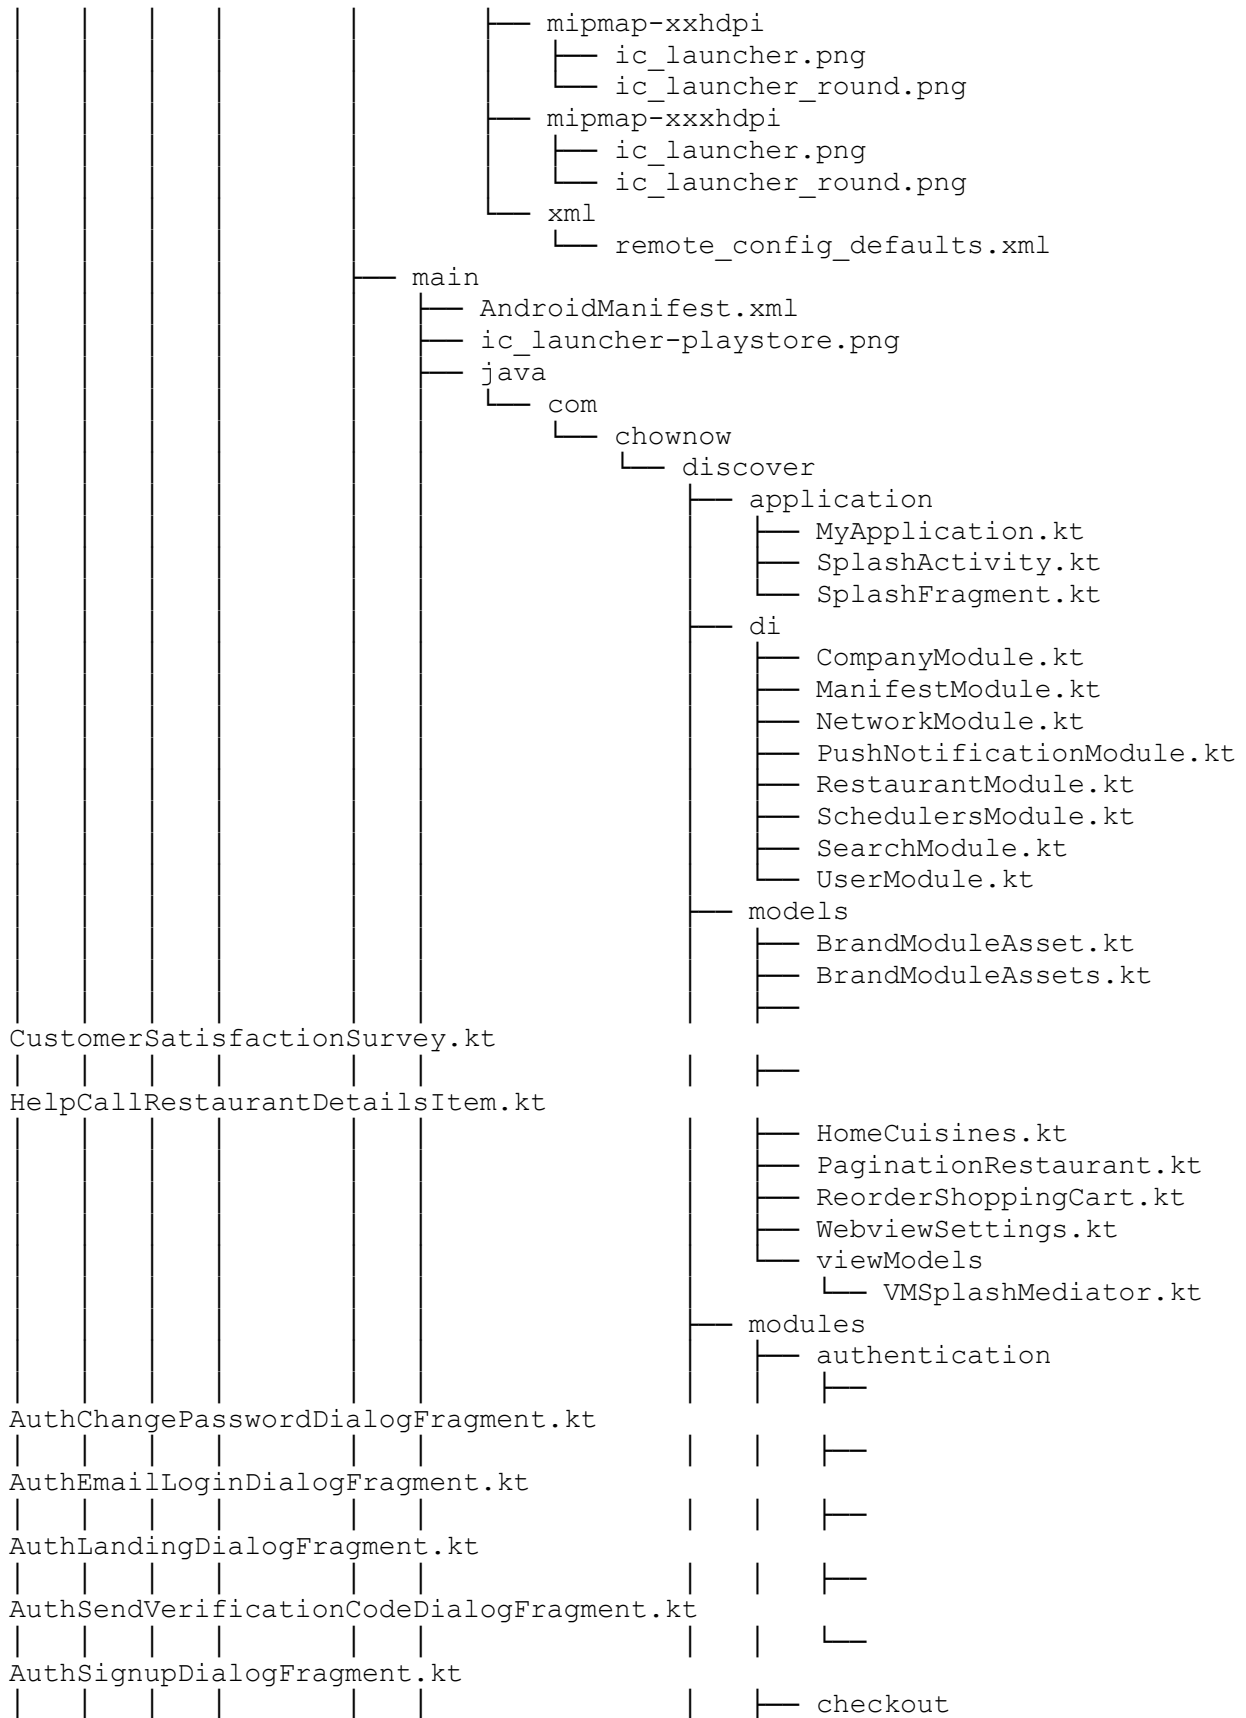 │   │   │   │       │       ├── mipmap-xxhdpi
│   │   │   │       │       │   ├── ic_launcher.png
│   │   │   │       │       │   └── ic_launcher_round.png
│   │   │   │       │       ├── mipmap-xxxhdpi
│   │   │   │       │       │   ├── ic_launcher.png
│   │   │   │       │       │   └── ic_launcher_round.png
│   │   │   │       │       └── xml
│   │   │   │       │           └── remote_config_defaults.xml
│   │   │   │       ├── main
│   │   │   │       │   ├── AndroidManifest.xml
│   │   │   │       │   ├── ic_launcher-playstore.png
│   │   │   │       │   ├── java
│   │   │   │       │   │   └── com
│   │   │   │       │   │       └── chownow
│   │   │   │       │   │           └── discover
│   │   │   │       │   │               ├── application
│   │   │   │       │   │               │   ├── MyApplication.kt
│   │   │   │       │   │               │   ├── SplashActivity.kt
│   │   │   │       │   │               │   └── SplashFragment.kt
│   │   │   │       │   │               ├── di
│   │   │   │       │   │               │   ├── CompanyModule.kt
│   │   │   │       │   │               │   ├── ManifestModule.kt
│   │   │   │       │   │               │   ├── NetworkModule.kt
│   │   │   │       │   │               │   ├── PushNotificationModule.kt
│   │   │   │       │   │               │   ├── RestaurantModule.kt
│   │   │   │       │   │               │   ├── SchedulersModule.kt
│   │   │   │       │   │               │   ├── SearchModule.kt
│   │   │   │       │   │               │   └── UserModule.kt
│   │   │   │       │   │               ├── models
│   │   │   │       │   │               │   ├── BrandModuleAsset.kt
│   │   │   │       │   │               │   ├── BrandModuleAssets.kt
│   │   │   │       │   │               │   ├──
CustomerSatisfactionSurvey.kt
│   │   │   │       │   │               │   ├──
HelpCallRestaurantDetailsItem.kt
│   │   │   │       │   │               │   ├── HomeCuisines.kt
│   │   │   │       │   │               │   ├── PaginationRestaurant.kt
│   │   │   │       │   │               │   ├── ReorderShoppingCart.kt
│   │   │   │       │   │               │   ├── WebviewSettings.kt
│   │   │   │       │   │               │   └── viewModels
│   │   │   │       │   │               │       └── VMSplashMediator.kt
│   │   │   │       │   │               ├── modules
│   │   │   │       │   │               │   ├── authentication
│   │   │   │       │   │               │   │   ├──
AuthChangePasswordDialogFragment.kt
│   │   │   │       │   │               │   │   ├──
AuthEmailLoginDialogFragment.kt
│   │   │   │       │   │               │   │   ├──
AuthLandingDialogFragment.kt
│   │   │   │       │   │               │   │   ├──
AuthSendVerificationCodeDialogFragment.kt
│   │   │   │       │   │               │   │   └──
AuthSignupDialogFragment.kt
│   │   │   │       │   │               │   ├── checkout